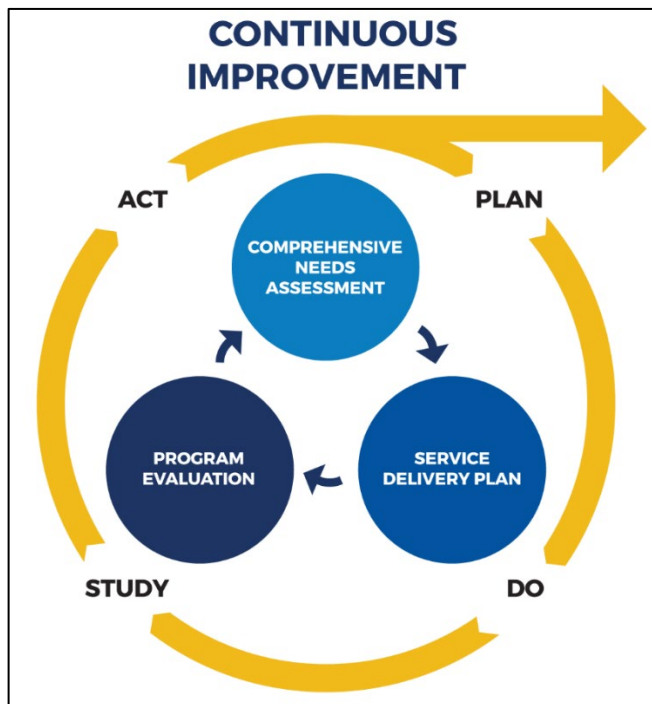 CONTINUOUS
IMPROVEMENT
ACT
PLAN
COMPREHENSIVE
NEEDS
ASSESSMENT
PROGRAM
EVALUATION
SERVICE
DELIVERY PLAN
STUDY
DO